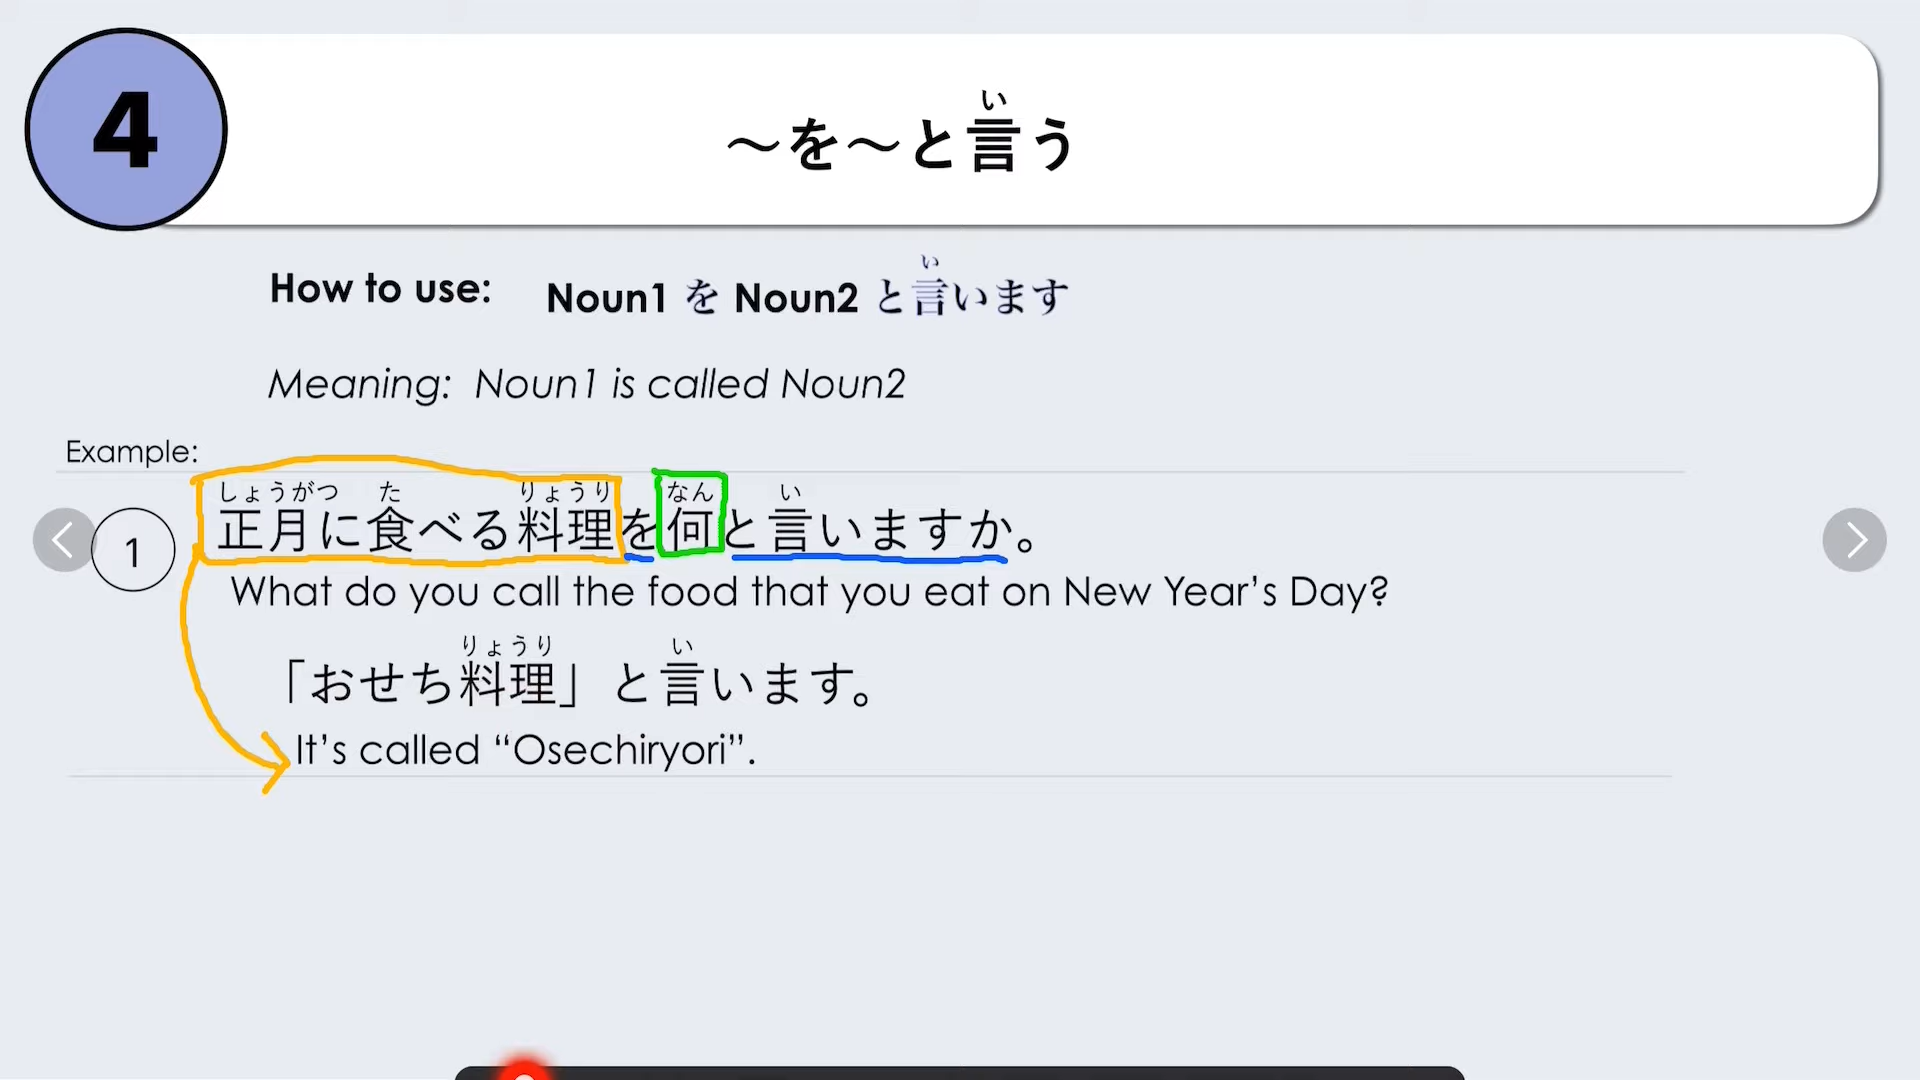 4
～を～と言う
い
How to use: Noun1 を Noun2 と言います
い
Meaning: Noun1 is called Noun2
Example:
しょうがつ た りょうり なん い
1 正月に食べる料理を何と言いますか。
What do you call the food that you eat on New Year's Day?
りょうり い
「おせち料理」と言います。
It's called “Osechiryori”.